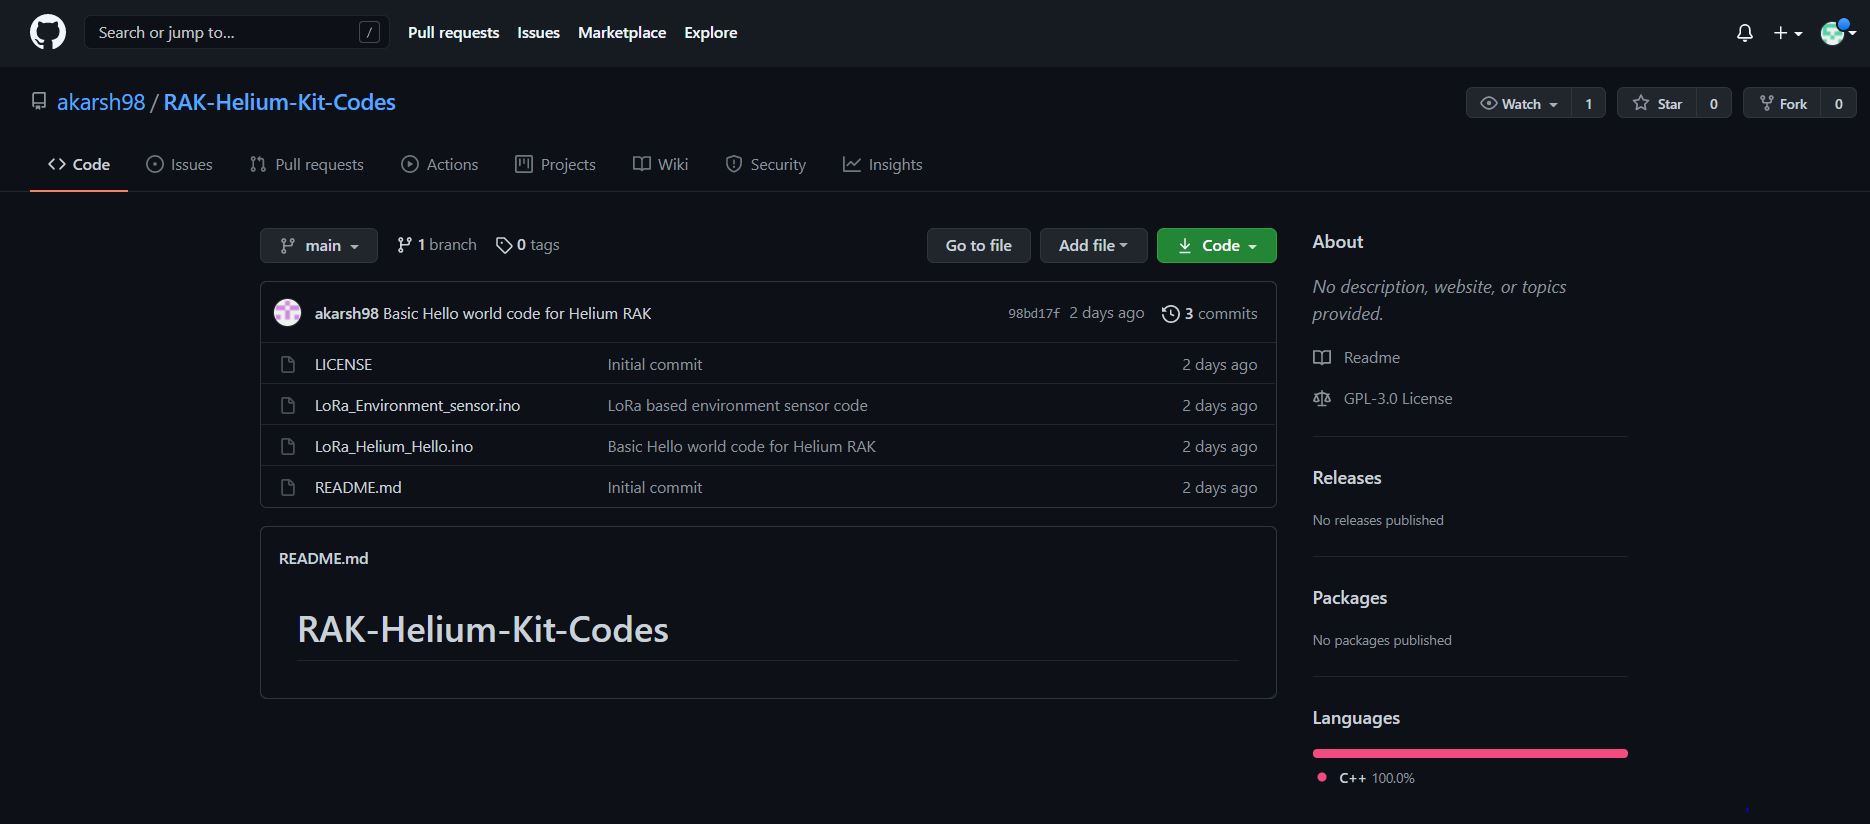 Search or jump to... /
Pull requests Issues Marketplace Explore
akarsh98 / RAK-Helium-Kit-Codes
Watch 1 Star 0 Fork 0
Code Issues Pull requests Actions Projects Wiki Security Insights
main 1 branch 0 tags Go to file Add file Code
akarsh98 Basic Hello world code for Helium RAK 98bd17f 2 days ago 3 commits
LICENSE Initial commit 2 days ago
LoRa_Environment_sensor.ino LoRa based environment sensor code 2 days ago
LoRa_Helium_Hello.ino Basic Hello world code for Helium RAK 2 days ago
README.md Initial commit 2 days ago
README.md
RAK-Helium-Kit-Codes
About
No description, website, or topics
provided.
Readme
GPL-3.0 License
Releases
No releases published
Packages
No packages published
Languages
C++ 100.0%